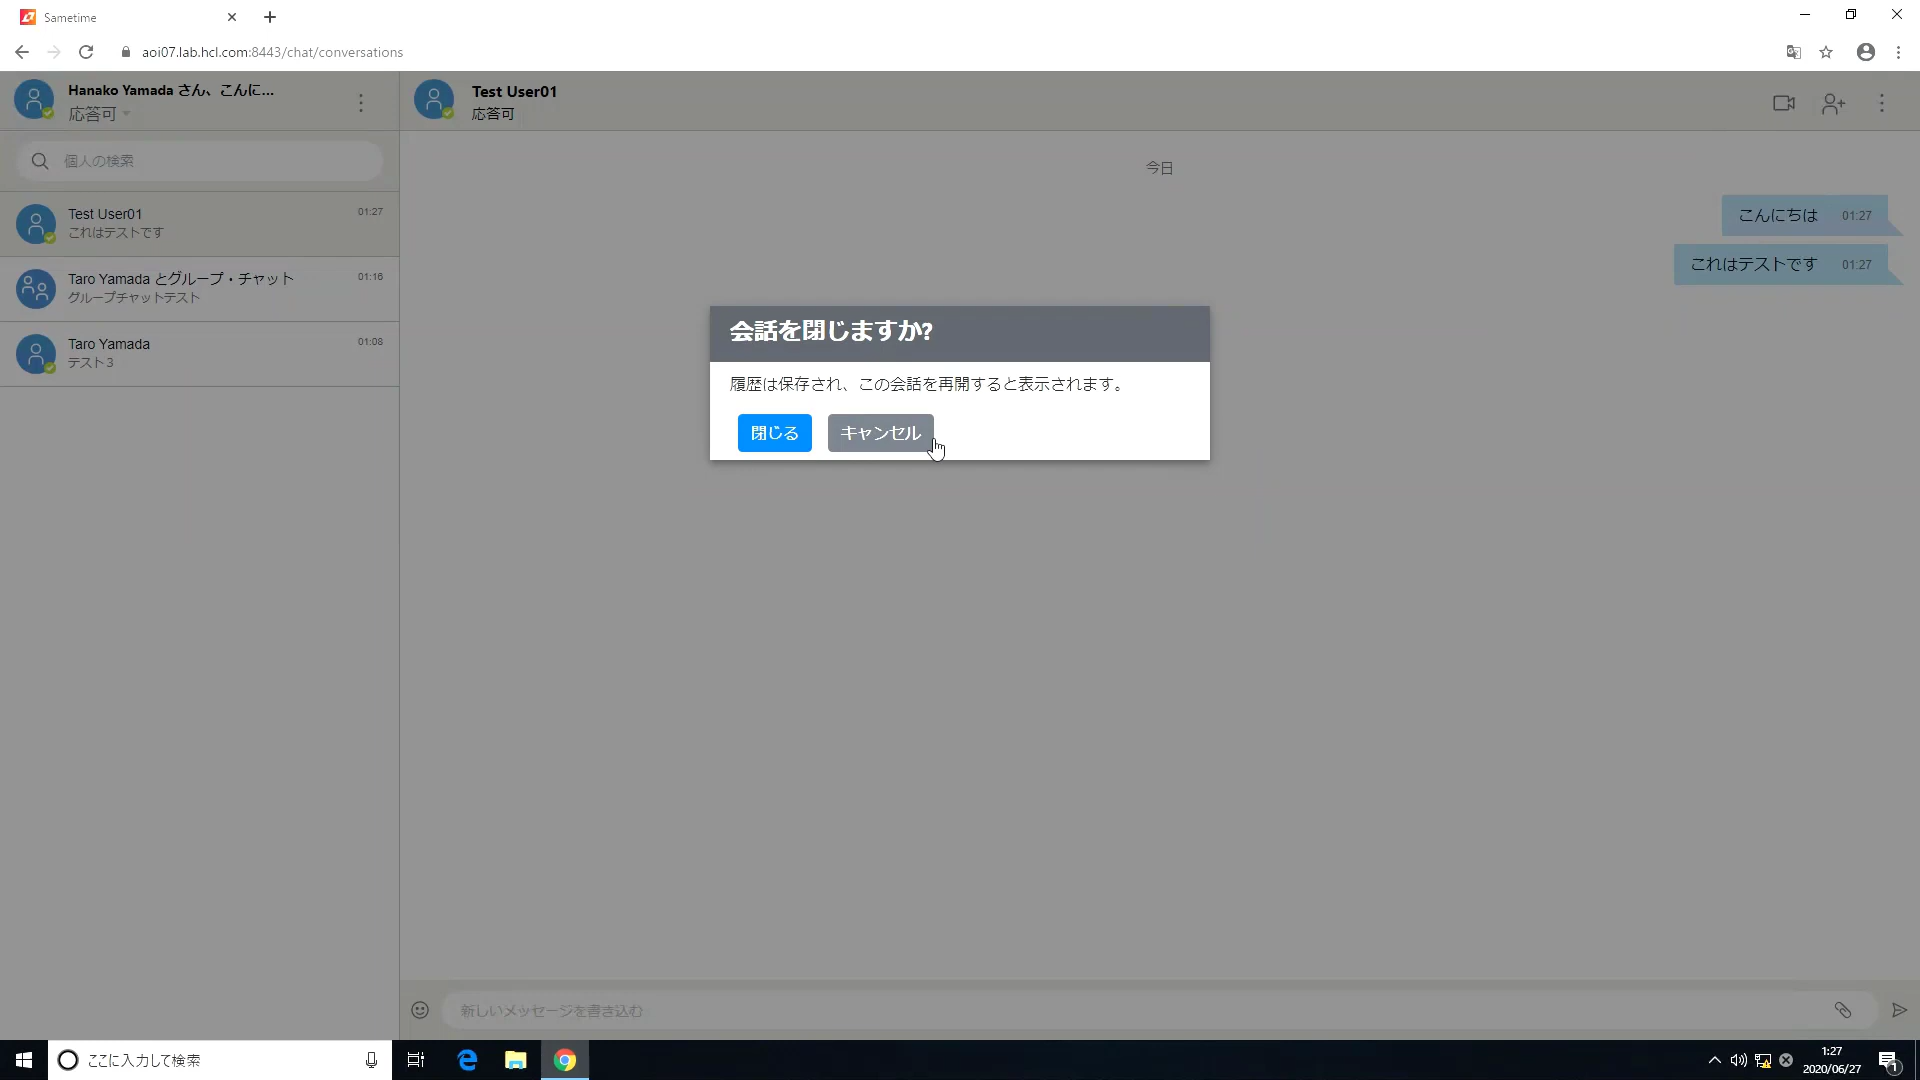 Sametime
aoi07.lab.hcl.com:8443/chat/conversations
Hanako Yamada さん、こんに...
応答可
個人の検索
Test User01
01:27
これはテストです
Taro Yamada とグループ・チャット
01:16
グループチャットテスト
Taro Yamada
01:08
テスト3
Test User01
応答可
今日
こんにちは 01:27
これはテストです 01:27
会話を閉じますか?
履歴は保存され、この会話を再開すると表示されます。
閉じる キャンセル
新しいメッセージを書き込む
ここに入力して検索
1:27
2020/06/27
1